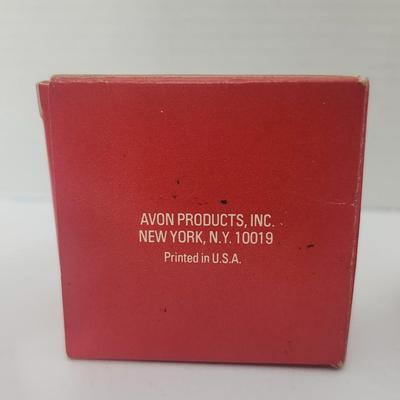 AVON PRODUCTS, INC.
NEW YORK, N.Y. 10019
Printed in U.S.A.